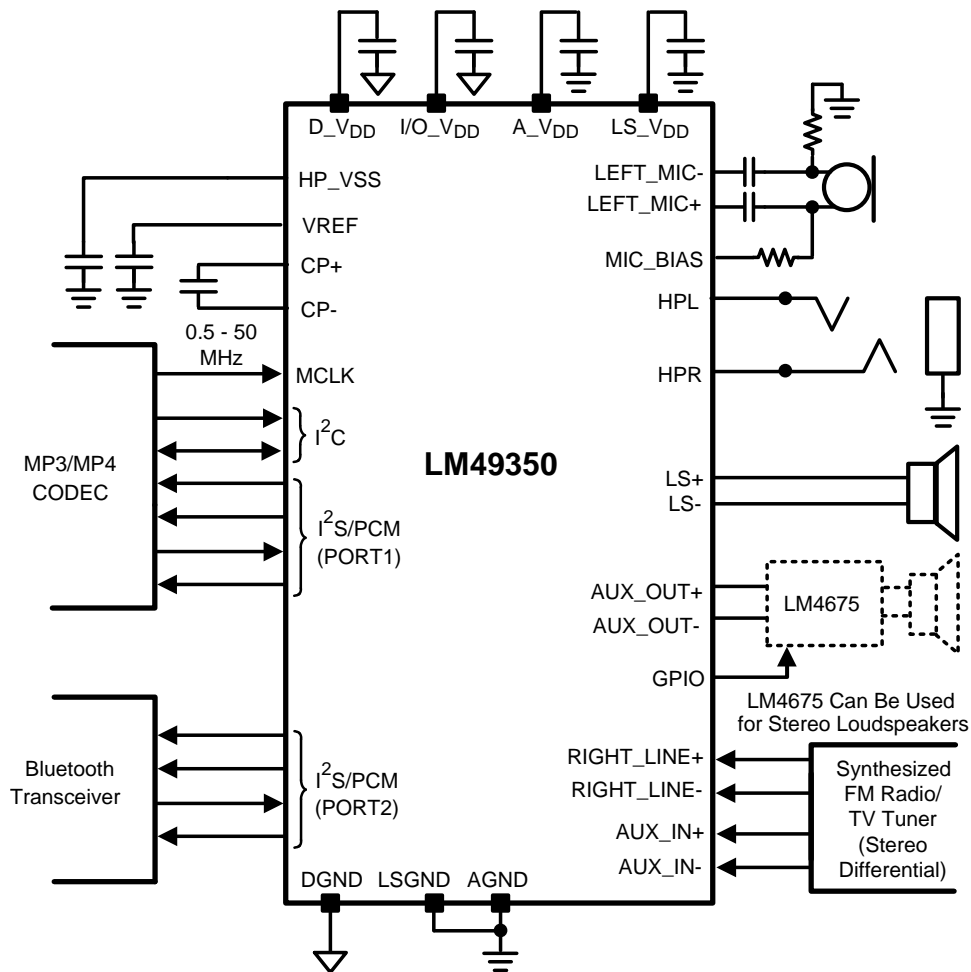 D_VDD
I/O_VDD
A_VDD
LS_VDD
HP_VSS
VREF
CP+
CP-
0.5 - 50
MHz
MCLK
I2C
MP3/MP4
CODEC
I2S/PCM
(PORT1)
Bluetooth
Transceiver
I2S/PCM
(PORT2)
LM49350
LEFT_MIC-
LEFT_MIC+
MIC_BIAS
HPL
HPR
LS+
LS-
AUX_OUT+
AUX_OUT-
LM4675
GPIO
LM4675 Can Be Used
for Stereo Loudspeakers
RIGHT_LINE+
RIGHT_LINE-
AUX_IN+
AUX_IN-
Synthesized
FM Radio/
TV Tuner
(Stereo
Differential)
DGND
LSGND
AGND